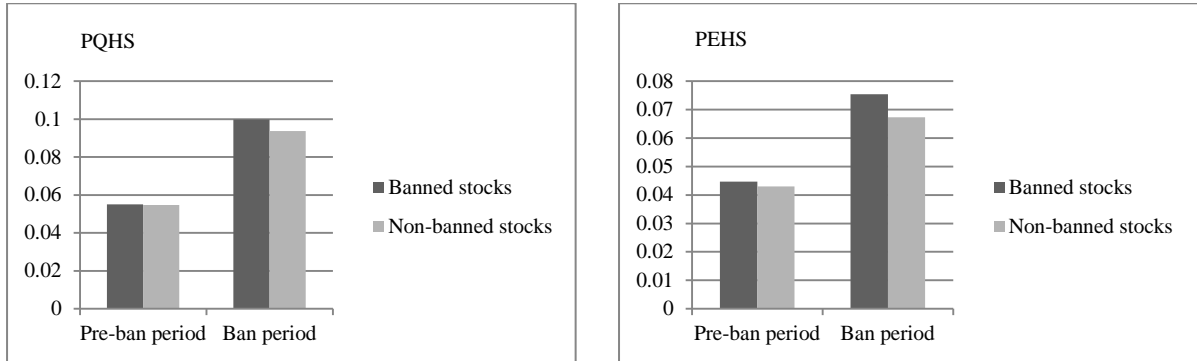 PQHS
0.12
0.1
0.08
0.06
0.04
0.02
0
Pre-ban period Ban period
Banned stocks
Non-banned stocks
PEHS
0.08
0.07
0.06
0.05
0.04
0.03
0.02
0.01
0
Pre-ban period Ban period
Banned stocks
Non-banned stocks